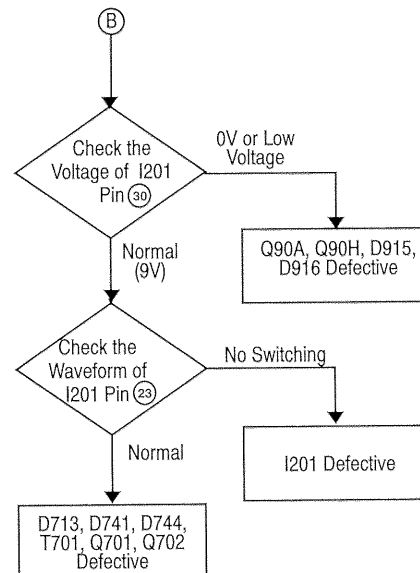 B
Check the
Voltage of I201
Pin 30
0V or Low
Voltage
Q90A, Q90H, D915,
D916 Defective
Normal
(9V)
Check the
Waveform of
I201 Pin 23
No Switching
I201 Defective
Normal
D713, D741, D744,
T701, Q701, Q702
Defective